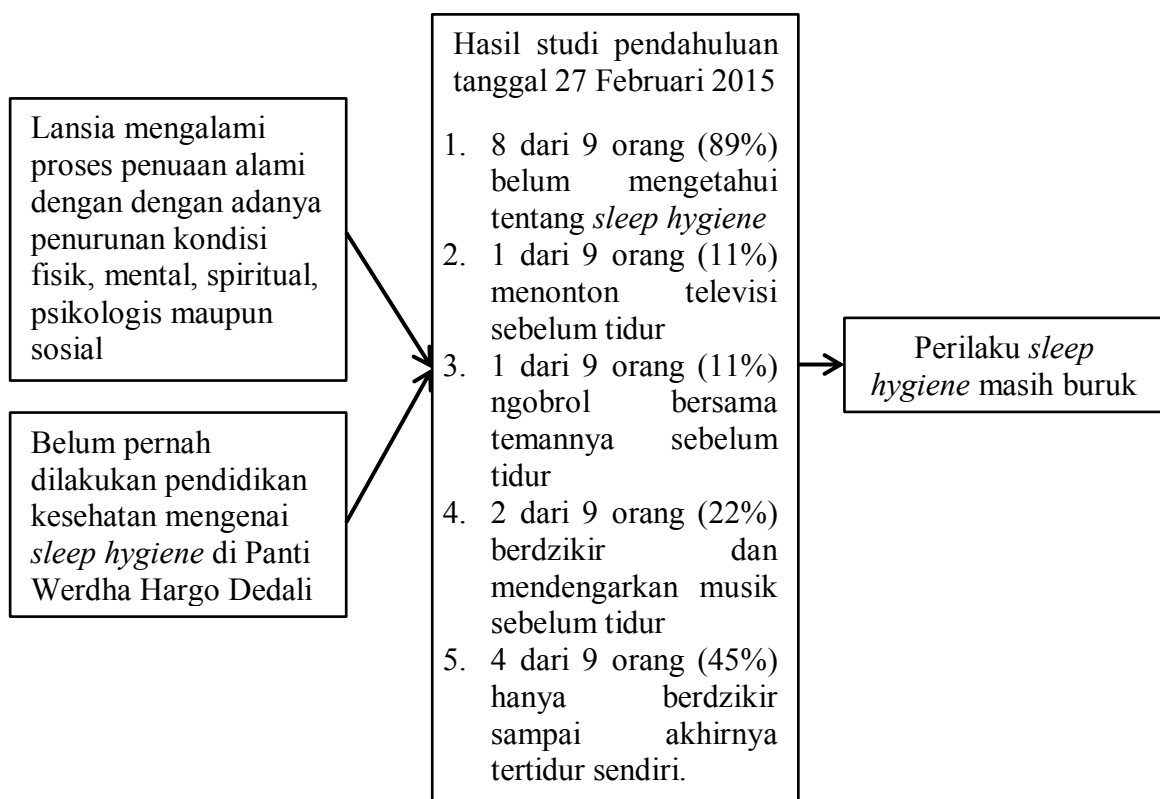 Lansia mengalami
proses penuaan alami
dengan dengan adanya
penurunan kondisi
fisik, mental, spiritual,
psikologis maupun
sosial
Belum pernah
dilakukan pendidikan
kesehatan mengenai
sleep hygiene di Panti
Werdha Hargo Dedali
Hasil studi pendahuluan
tanggal 27 Februari 2015
1. 8 dari 9 orang (89%)
belum mengetahui
tentang sleep hygiene
2. 1 dari 9 orang (11%)
menonton televisi
sebelum tidur
3. 1 dari 9 orang (11%)
ngobrol bersama
temannya sebelum
tidur
4. 2 dari 9 orang (22%)
berdzikir dan
mendengarkan musik
sebelum tidur
5. 4 dari 9 orang (45%)
hanya berdzikir
sampai akhirnya
tertidur sendiri.
Perilaku sleep
hygiene masih buruk